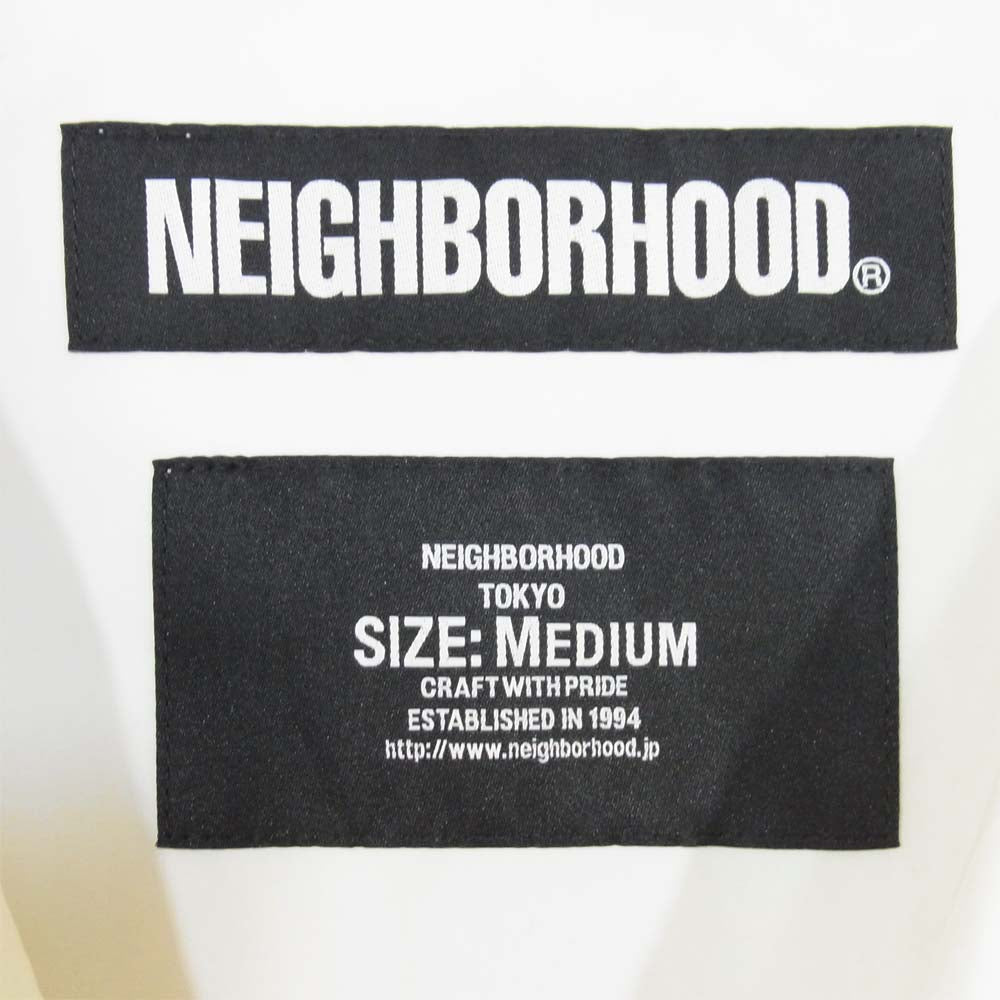 NEIGHBORHOOD®
NEIGHBORHOOD
TOKYO
SIZE: MEDIUM
CRAFT WITH PRIDE
ESTABLISHED IN 1994
http://www.neighborhood.jp